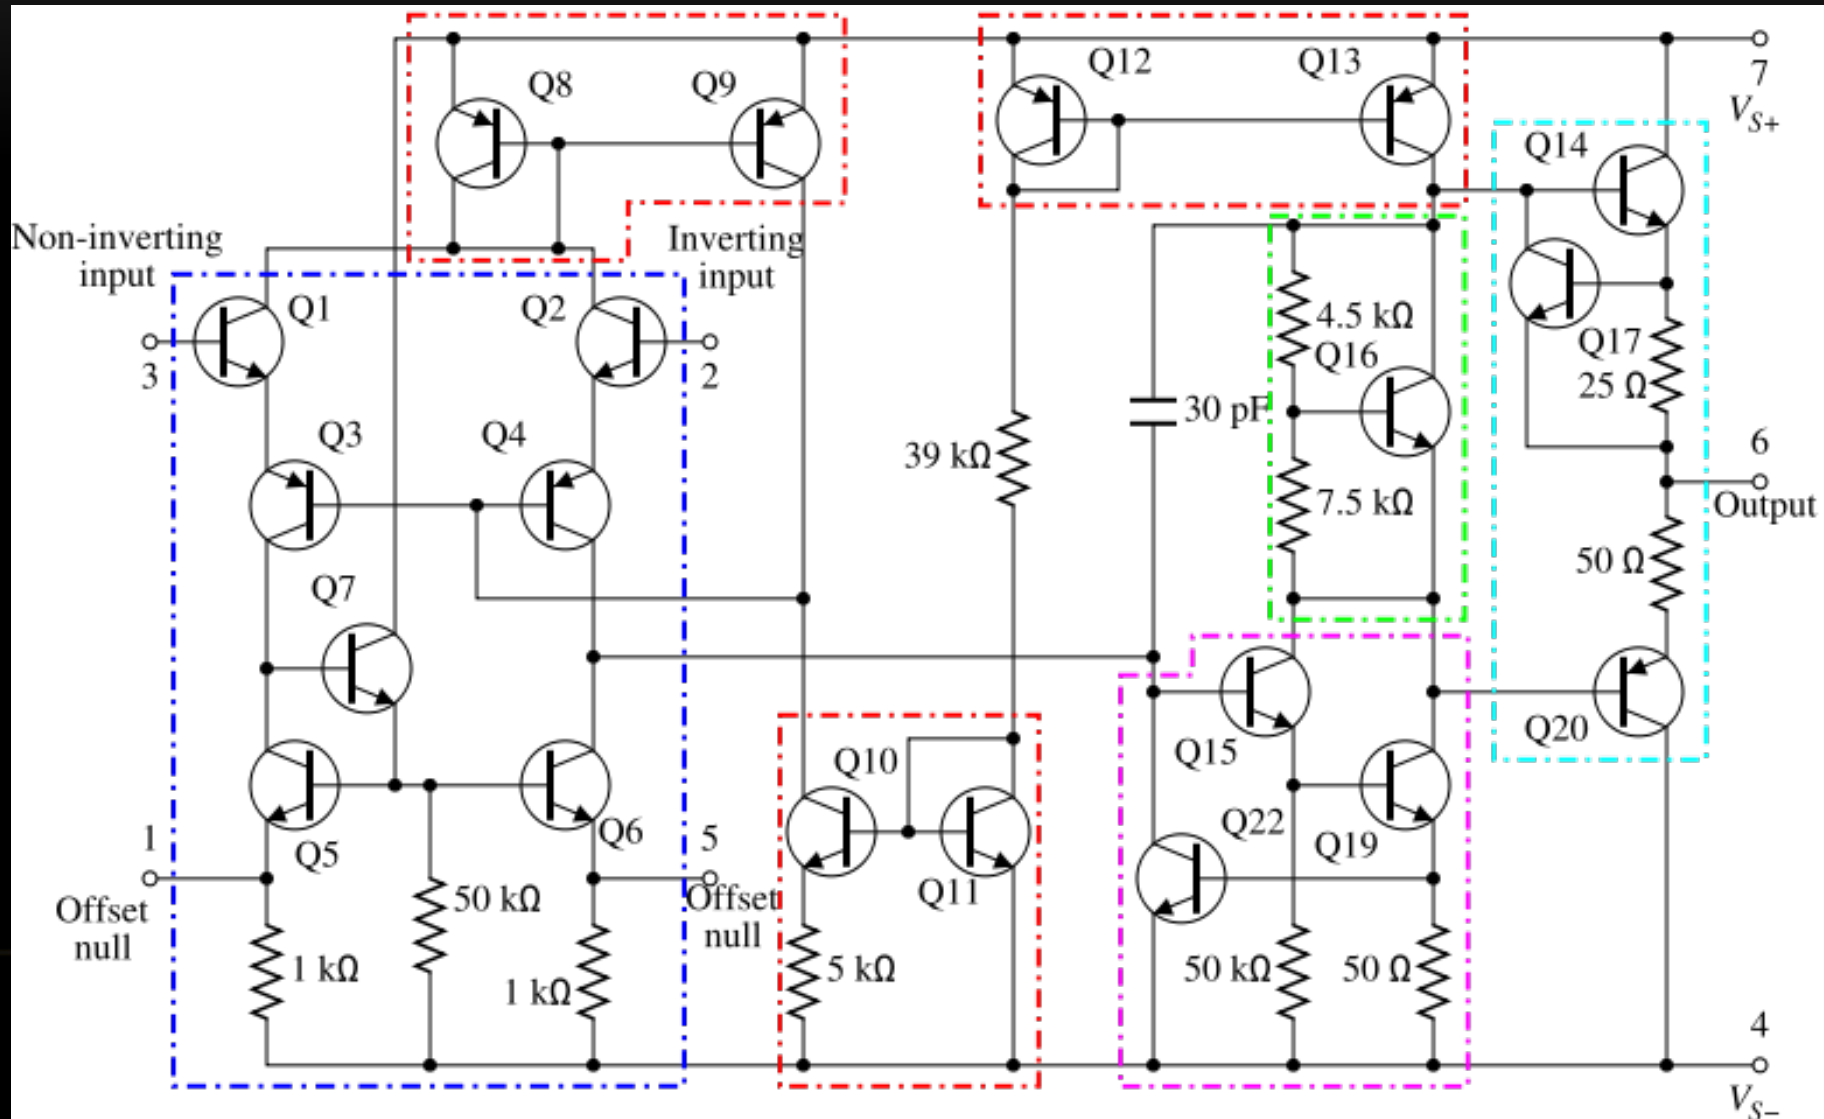 Q8
Q9
Q12
Q13
7
V_S+
Q14
Non-inverting
input
Inverting
input
Q1
Q2
3
2
4.5 kΩ
Q16
Q17
25 Ω
30 pF
Q3
Q4
39 kΩ
6
Output
7.5 kΩ
50 Ω
Q7
Q15
Q20
Q10
Q22
Q19
1
Q5
Q6
5
Q11
Offset
null
50 kΩ
Offset
null
1 kΩ
1 kΩ
5 kΩ
50 kΩ
50 Ω
4
V_S−